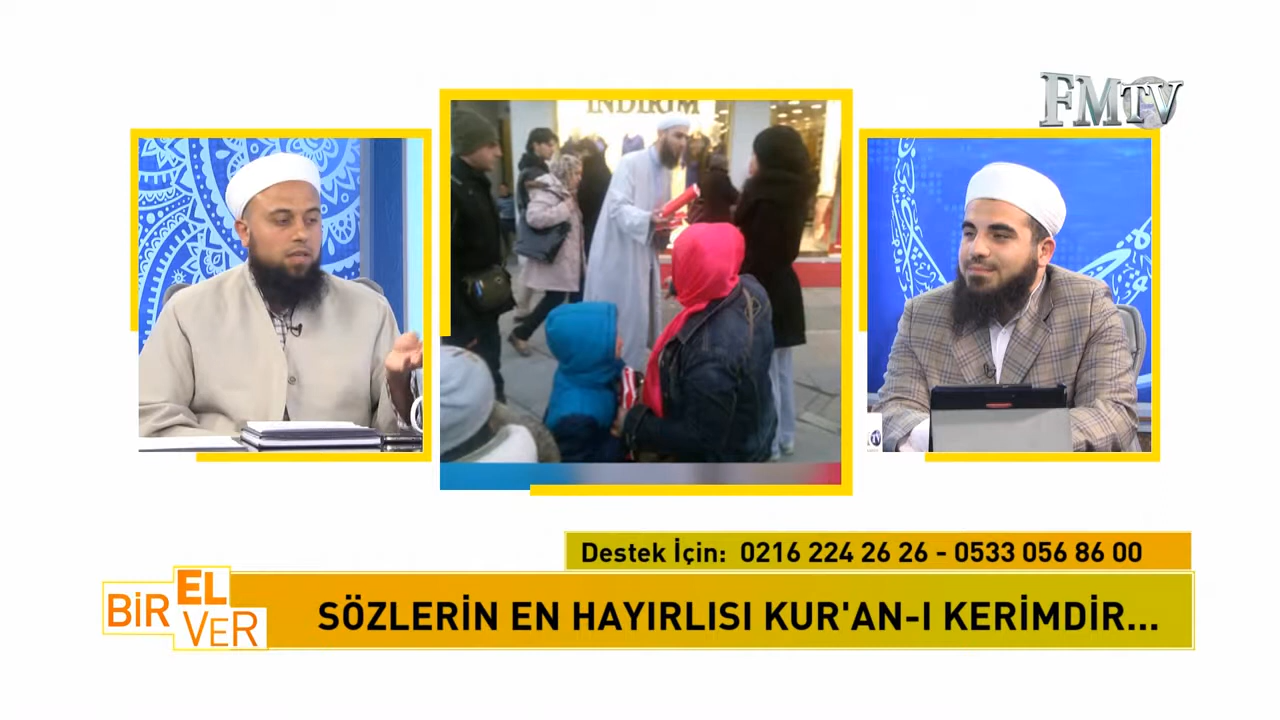 FMTV
İNDİRİM
Destek İçin: 0216 224 26 26 - 0533 056 86 00
BİR EL VER
SÖZLERİN EN HAYIRLISI KUR'AN-I KERİMDİR...